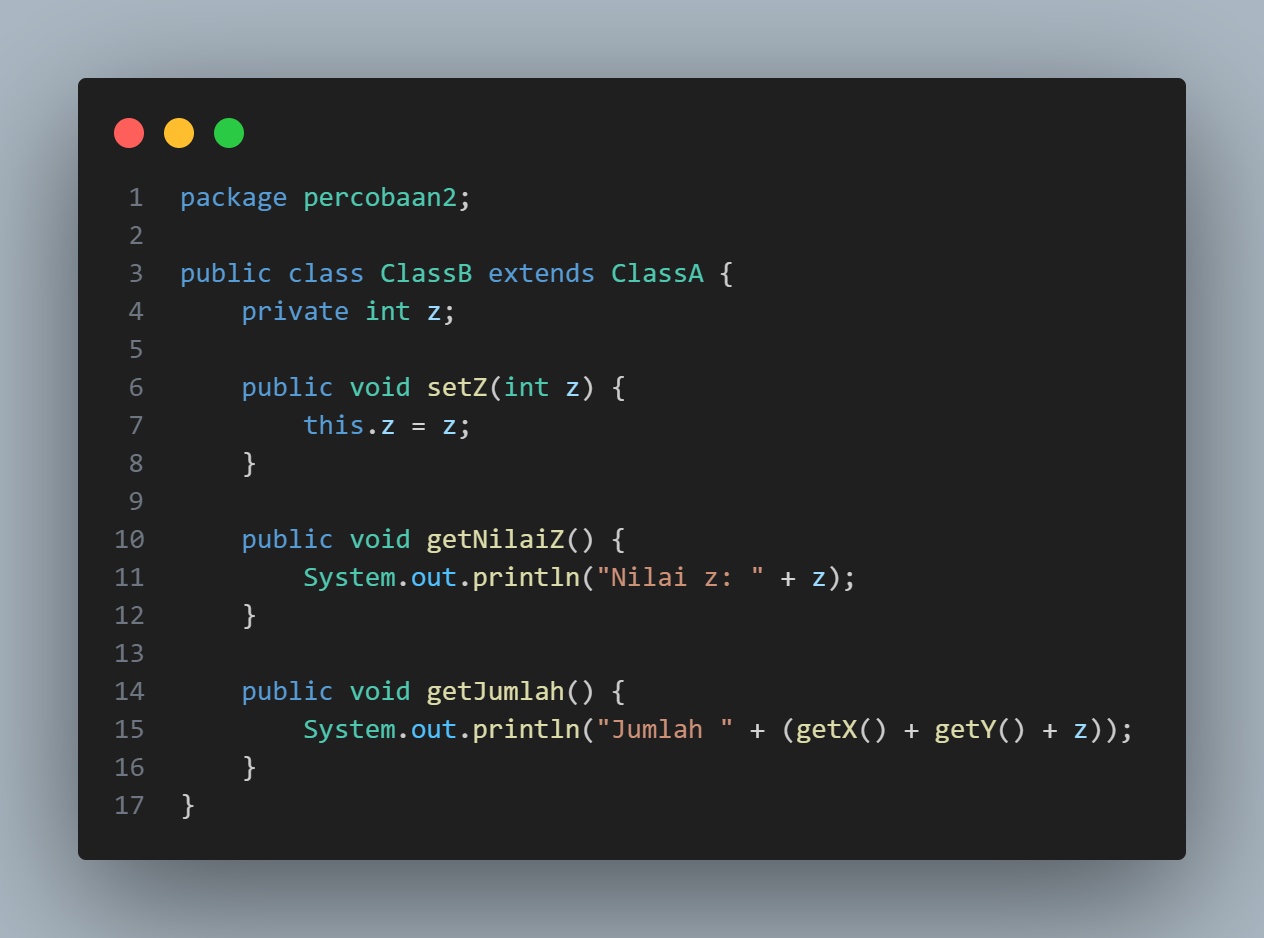 1 package percobaan2;
2
3 public class ClassB extends ClassA {
4     private int z;
5
6     public void setZ(int z) {
7         this.z = z;
8     }
9
10     public void getNilaiZ() {
11         System.out.println("Nilai z: " + z);
12     }
13
14     public void getJumlah() {
15         System.out.println("Jumlah " + (getX() + getY() + z));
16     }
17 }